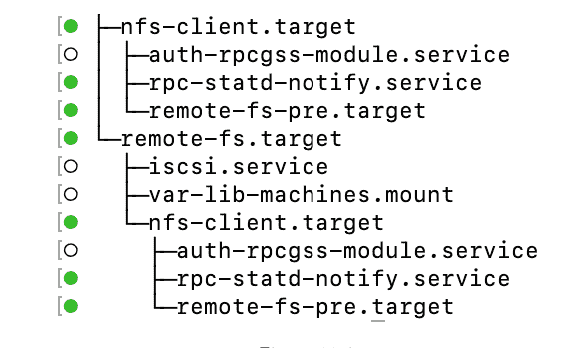 [● ├─nfs-client.target
[○ │ ├─auth-rpcgss-module.service
[● │ ├─rpc-statd-notify.service
[● │ └─remote-fs-pre.target
[● └─remote-fs.target
[○   ├─iscsi.service
[○   ├─var-lib-machines.mount
[●   └─nfs-client.target
[○     ├─auth-rpcgss-module.service
[●     ├─rpc-statd-notify.service
[●     └─remote-fs-pre.target